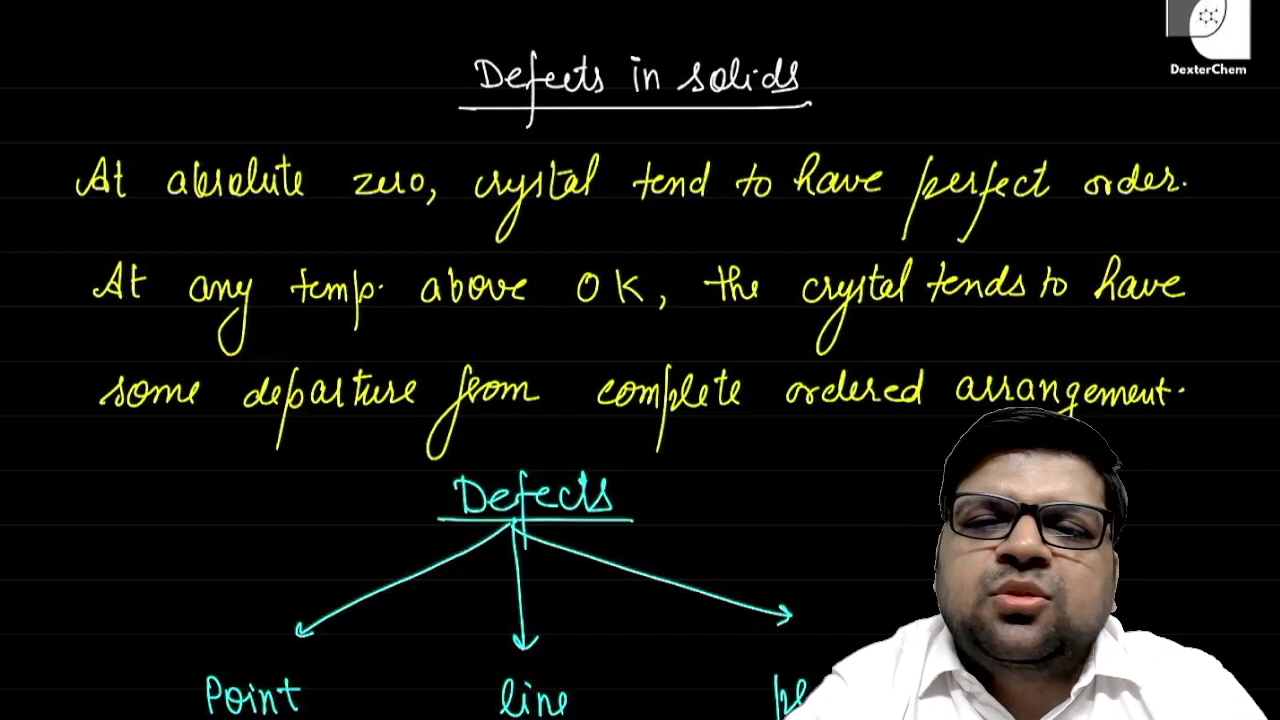 DexterChem
Defects in solids
At absolute zero, crystal tend to have perfect order.
At any temp. above 0 K, the crystal tends to have
some departure from complete ordered arrangement.
Defects
Point line